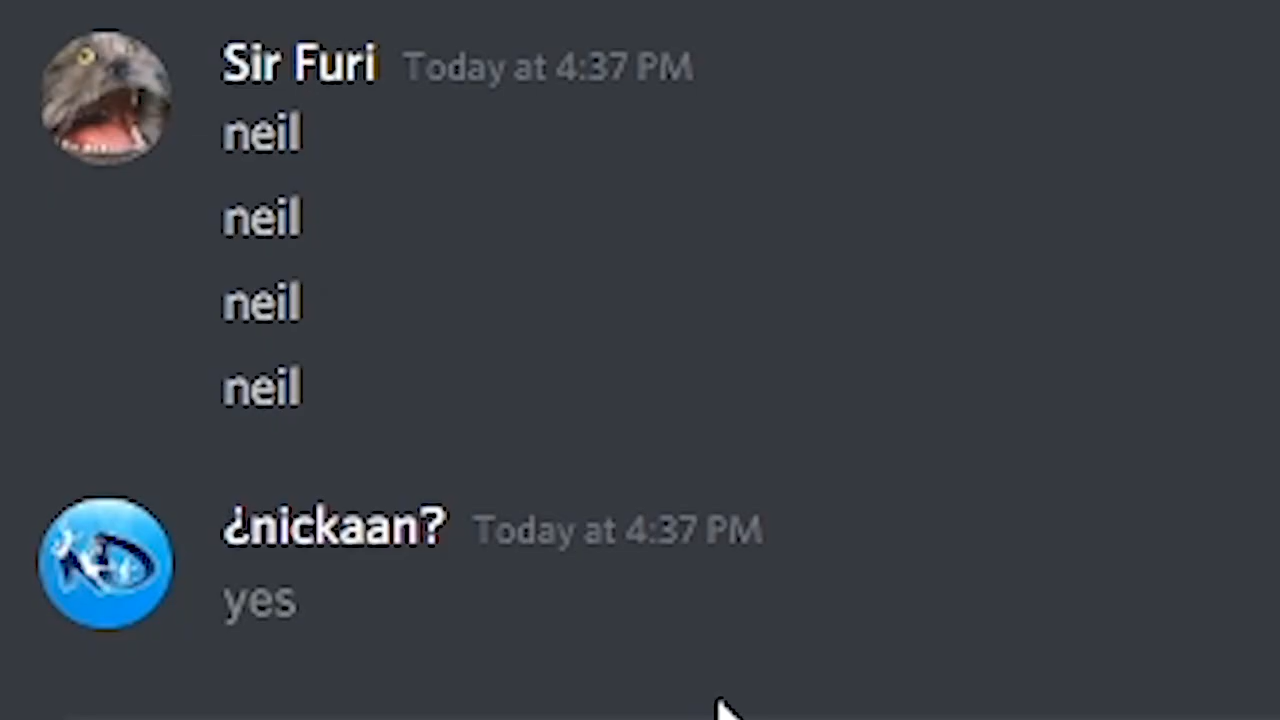 Sir Furi Today at 4:37 PM
neil
neil
neil
neil
¿nickaan? Today at 4:37 PM
yes